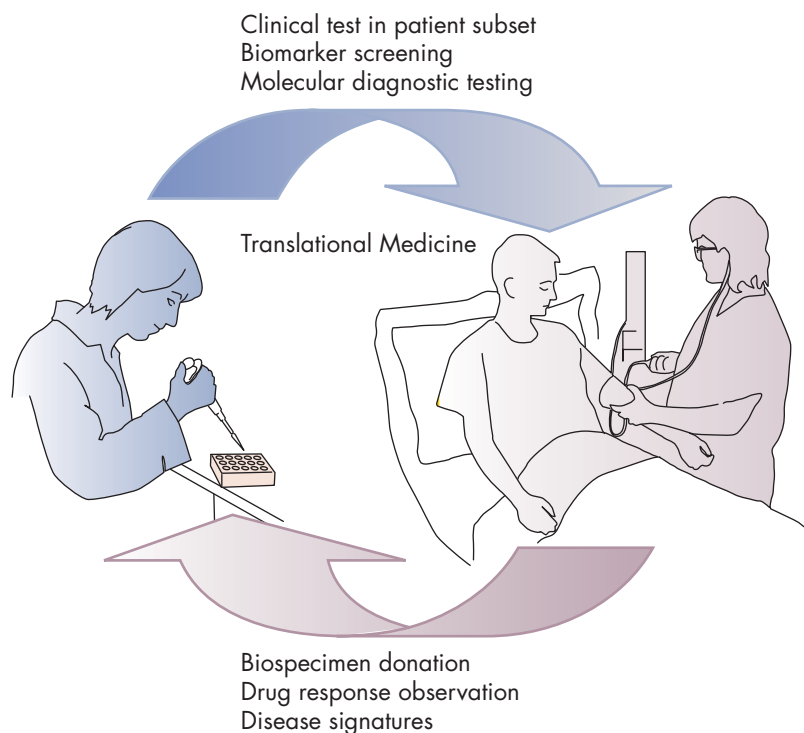 Clinical test in patient subset
Biomarker screening
Molecular diagnostic testing
Translational Medicine
Biospecimen donation
Drug response observation
Disease signatures